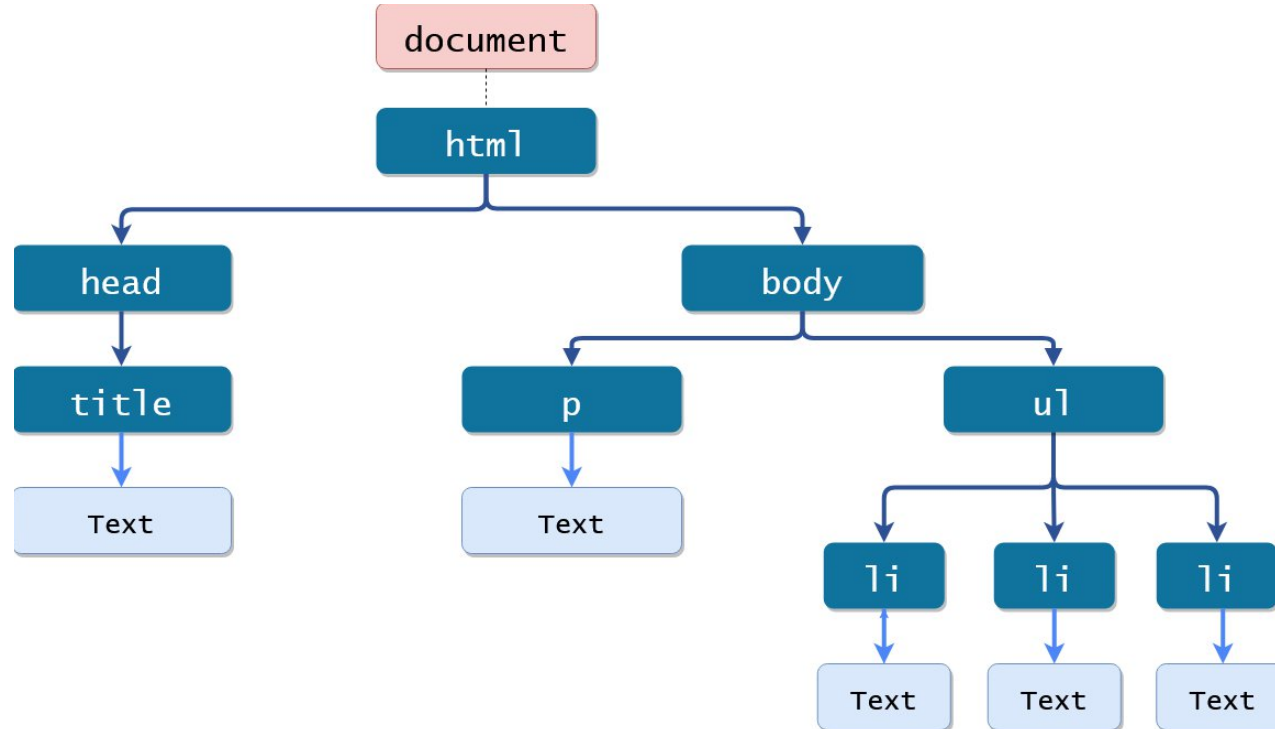 document
html
head
body
title
p
ul
Text
Text
li
li
li
Text
Text
Text